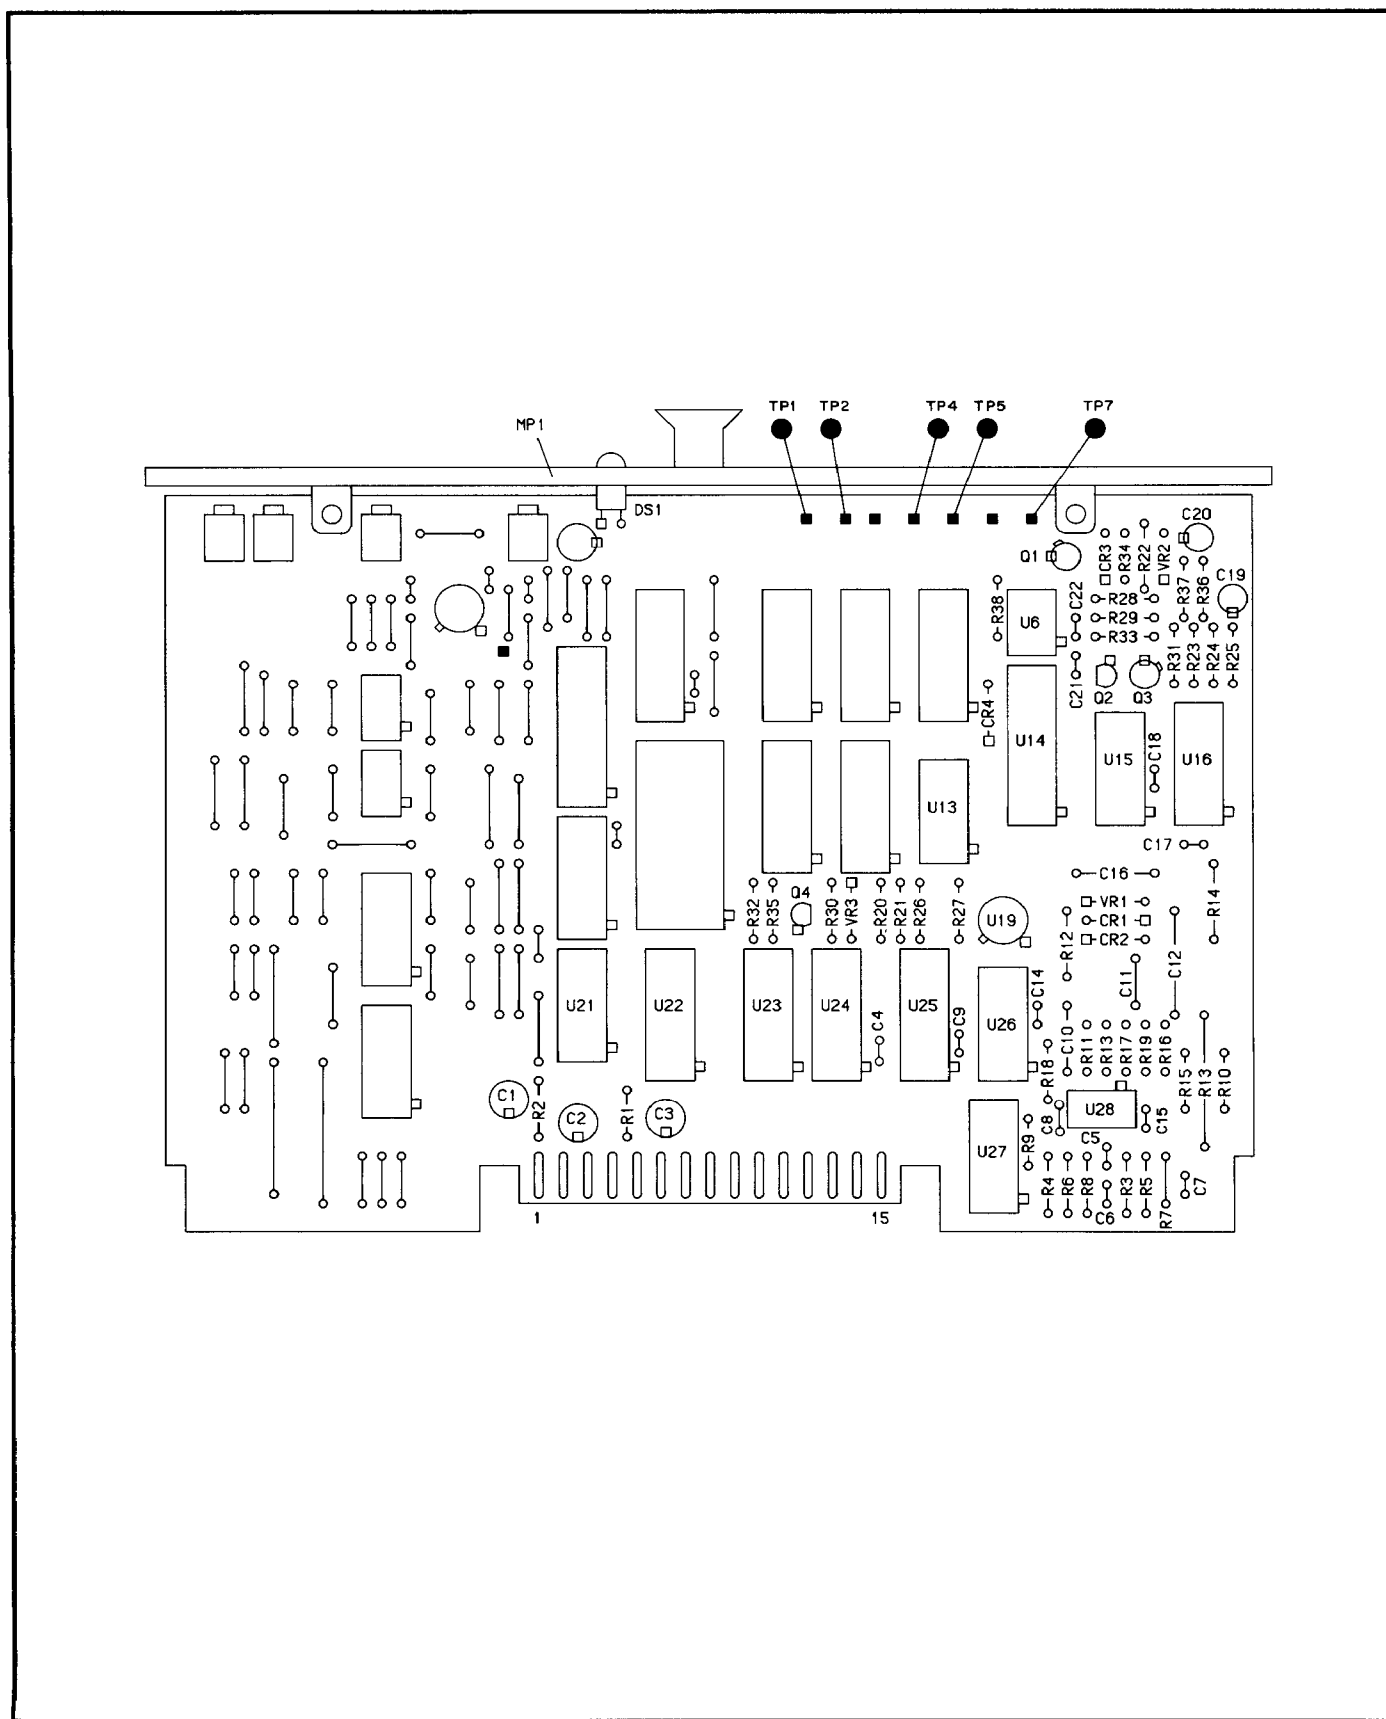 TP1 TP2 TP4 TP5 TP7
MP1
DS1
C20
Q1
CR3
R34
R22
VR2
R37
R36
C19
R38
U6
C22
R28
R29
R33
R31
R23
R24
R25
C21
Q2
Q3
CR4
U14
U15
C18
U16
U13
C17
C16
R14
R32
R35
Q4
R30
VR3
R20
R21
R26
R27
U19
VR1
CR1
CR2
R12
C12
C11
U21
U22
U23
U24
C4
U25
C9
U26
C14
C10
R11
R13
R17
R19
R16
R18
R15
R13
R10
C1
R2
C2
R1
C3
U28
C8
C15
U27
R9
C5
R4
R6
R8
C6
R3
R5
R7
C7
1 15